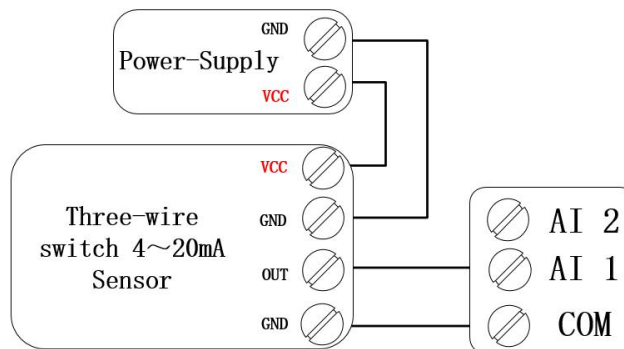 GND
Power-Supply
VCC
VCC
Three-wire
switch 4～20mA
Sensor
GND
OUT
GND
AI 2
AI 1
COM